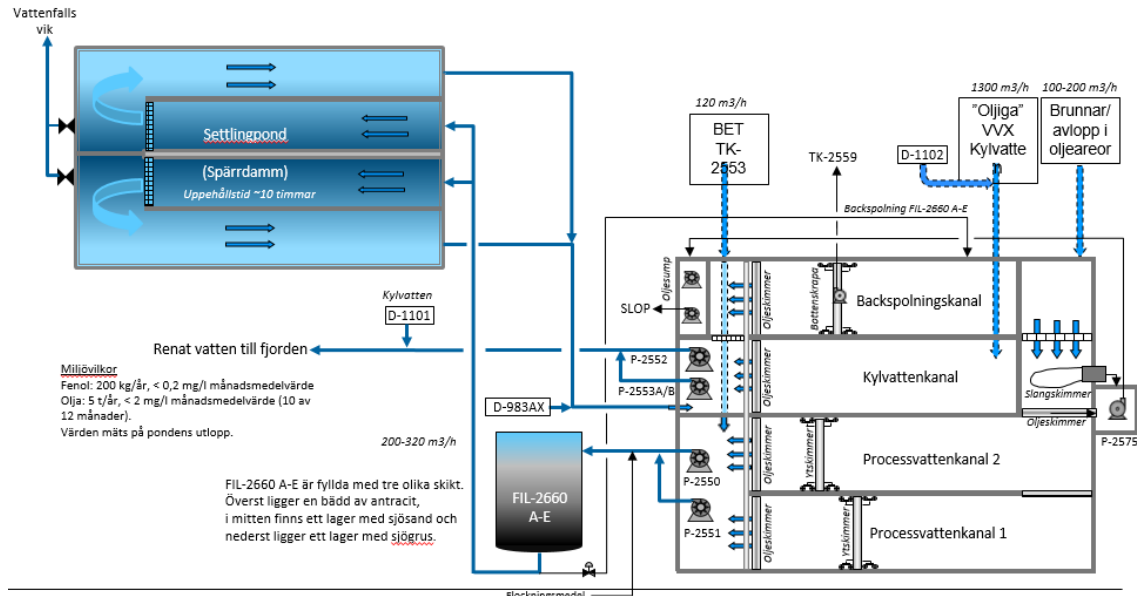 Vattenfalls
vik
Settlingpond
(Spärrdamm)
Uppehållstid ~10 timmar
120 m3/h
BET
TK-
2553
TK-2559
D-1102
1300 m3/h
"Oljiga"
VVX
Kylvatte
100-200 m3/h
Brunnar/
avlopp i
oljeareor
Backspolning FIL-2660 A-E
Oljesump
SLOP
Oljeskimmer
Bottenskrapa
Backspolningskanal
Kylvatten
D-1101
Renat vatten till fjorden
P-2552
P-2553A/B
Oljeskimmer
Kylvattenkanal
Slangskimmer
Oljeskimmer
P-2575
Miljövilkor
Fenol: 200 kg/år, < 0,2 mg/l månadsmedelvärde
Olja: 5 t/år, < 2 mg/l månadsmedelvärde (10 av
12 månader).
Värden mäts på pondens utlopp.
D-983AX
200-320 m3/h
FIL-2660
A-E
P-2550
Oljeskimmer
Ytskimmer
Processvattenkanal 2
FIL-2660 A-E är fyllda med tre olika skikt.
Överst ligger en bädd av antracit,
i mitten finns ett lager med sjösand och
nederst ligger ett lager med sjögrus.
P-2551
Oljeskimmer
Ytskimmer
Processvattenkanal 1
Flockningsmedel